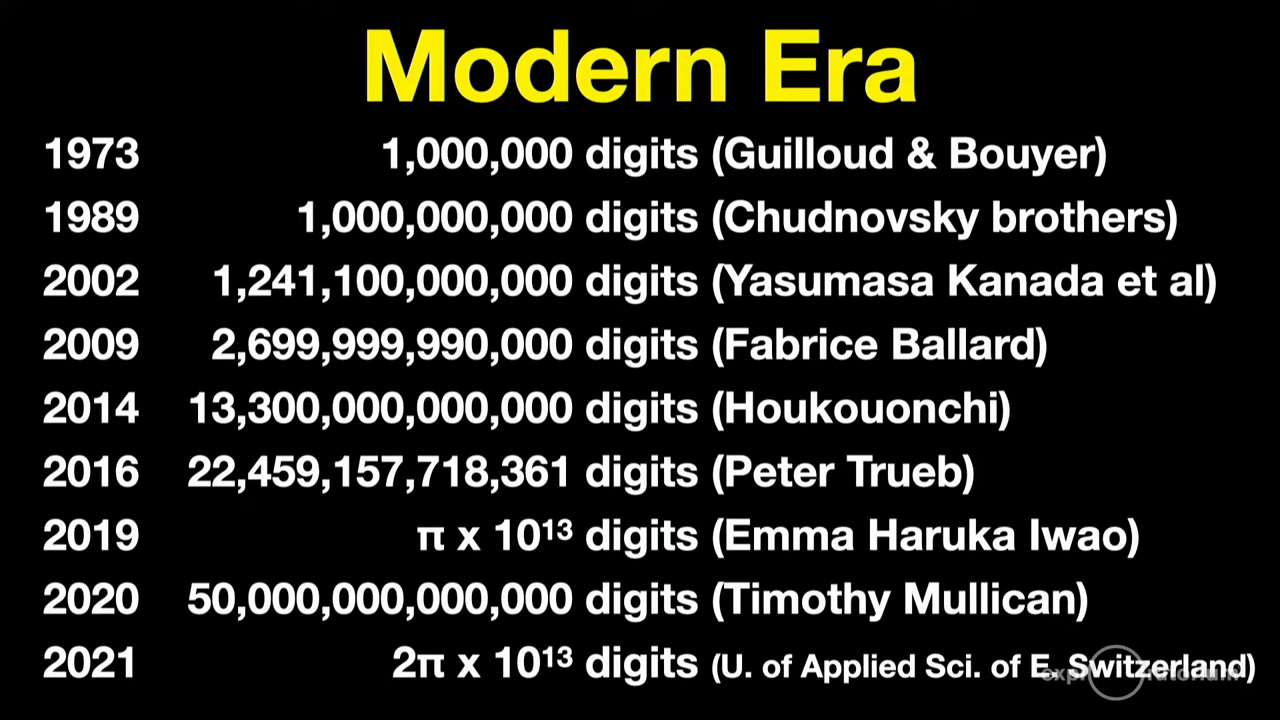 Modern Era
1973 1,000,000 digits (Guilloud & Bouyer)
1989 1,000,000,000 digits (Chudnovsky brothers)
2002 1,241,100,000,000 digits (Yasumasa Kanada et al)
2009 2,699,999,990,000 digits (Fabrice Ballard)
2014 13,300,000,000,000 digits (Houkouonchi)
2016 22,459,157,718,361 digits (Peter Trueb)
2019 π x 10¹³ digits (Emma Haruka Iwao)
2020 50,000,000,000,000 digits (Timothy Mullican)
2021 2π x 10¹³ digits (U. of Applied Sci. of E. Switzerland)